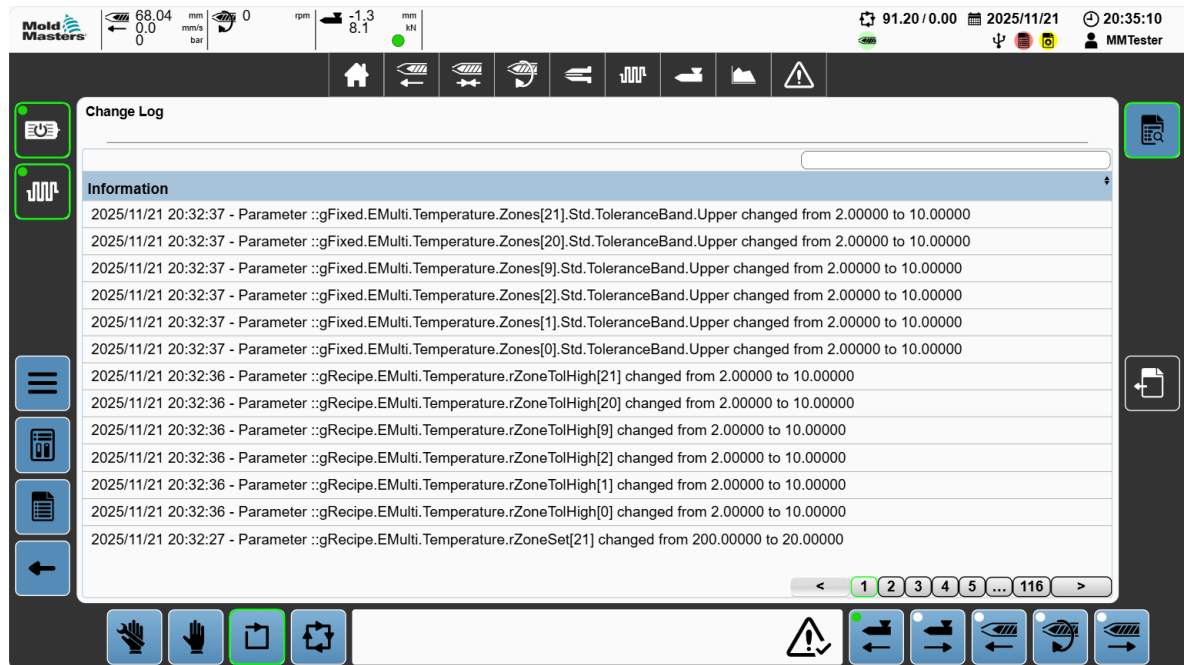 Mold
Masters
68.04 mm
0.0 mm/s
0 bar
0 rpm
-1.3 mm
8.1 kN
91.20/0.00
2025/11/21
20:35:10
MMTester
Change Log
Information
2025/11/21 20:32:37 - Parameter ::gFixed.EMulti.Temperature.Zones[21].Std.ToleranceBand.Upper changed from 2.00000 to 10.00000
2025/11/21 20:32:37 - Parameter ::gFixed.EMulti.Temperature.Zones[20].Std.ToleranceBand.Upper changed from 2.00000 to 10.00000
2025/11/21 20:32:37 - Parameter ::gFixed.EMulti.Temperature.Zones[9].Std.ToleranceBand.Upper changed from 2.00000 to 10.00000
2025/11/21 20:32:37 - Parameter ::gFixed.EMulti.Temperature.Zones[2].Std.ToleranceBand.Upper changed from 2.00000 to 10.00000
2025/11/21 20:32:37 - Parameter ::gFixed.EMulti.Temperature.Zones[1].Std.ToleranceBand.Upper changed from 2.00000 to 10.00000
2025/11/21 20:32:37 - Parameter ::gFixed.EMulti.Temperature.Zones[0].Std.ToleranceBand.Upper changed from 2.00000 to 10.00000
2025/11/21 20:32:36 - Parameter ::gRecipe.EMulti.Temperature.rZoneTolHigh[21] changed from 2.00000 to 10.00000
2025/11/21 20:32:36 - Parameter ::gRecipe.EMulti.Temperature.rZoneTolHigh[20] changed from 2.00000 to 10.00000
2025/11/21 20:32:36 - Parameter ::gRecipe.EMulti.Temperature.rZoneTolHigh[9] changed from 2.00000 to 10.00000
2025/11/21 20:32:36 - Parameter ::gRecipe.EMulti.Temperature.rZoneTolHigh[2] changed from 2.00000 to 10.00000
2025/11/21 20:32:36 - Parameter ::gRecipe.EMulti.Temperature.rZoneTolHigh[1] changed from 2.00000 to 10.00000
2025/11/21 20:32:36 - Parameter ::gRecipe.EMulti.Temperature.rZoneTolHigh[0] changed from 2.00000 to 10.00000
2025/11/21 20:32:27 - Parameter ::gRecipe.EMulti.Temperature.rZoneSet[21] changed from 200.00000 to 20.00000
< 1 2 3 4 5 ... 116 >